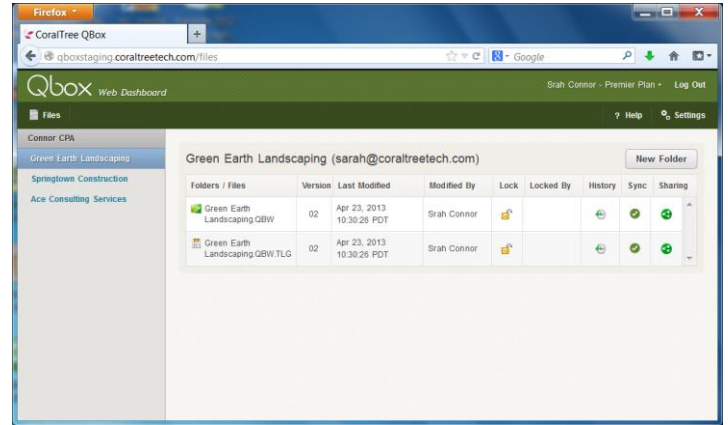 Firefox
CoralTree QBox
+
qboxstaging.coraltreetech.com/files
Google
Qbox Web Dashboard
Srah Connor - Premier Plan
Log Out
Files
? Help
Settings
Connor CPA
Green Earth Landscaping
Springtown Construction
Ace Consulting Services
Green Earth Landscaping (sarah@coraltreetech.com)
New Folder
Folders / Files Version Last Modified Modified By Lock Locked By History Sync Sharing
Green Earth
Landscaping.QBW
02
Apr 23, 2013
10:30:26 PDT
Srah Connor
Green Earth
Landscaping.QBW.TLG
02
Apr 23, 2013
10:30:26 PDT
Srah Connor